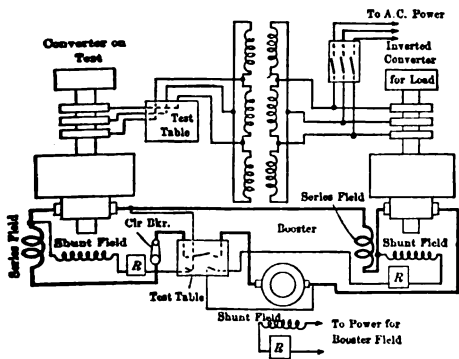 To A.C. Power
Converter on
Test
Inverted
Converter
for Load
Test
Table
Series Field
Clr Bkr.
Series Field
Booster
Shunt Field
Shunt Field
R
R
Test Table
Shunt Field
To Power for
Booster Field
R